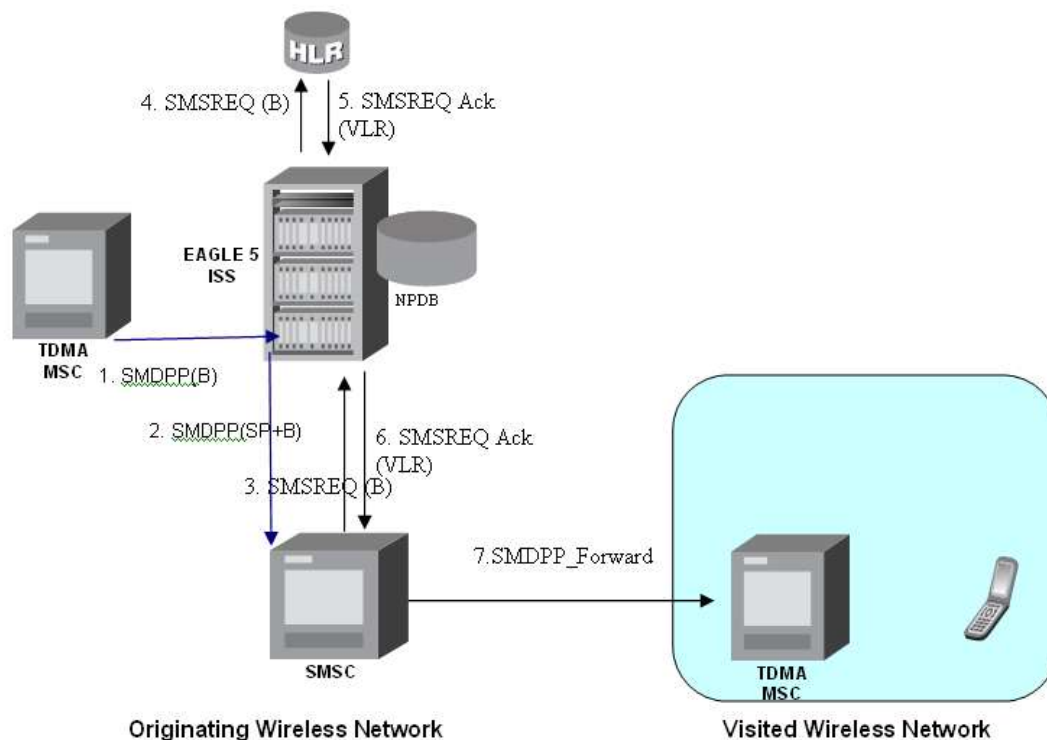 HLR
4. SMSREQ (B)
5. SMSREQ Ack
(VLR)
EAGLE 5
ISS
NPDB
TDMA
MSC
1. SMDPP(B)
2. SMDPP(SP+B)
6. SMSREQ Ack
(VLR)
3. SMSREQ (B)
7.SMDPP_Forward
SMSC
TDMA
MSC
Originating Wireless Network
Visited Wireless Network